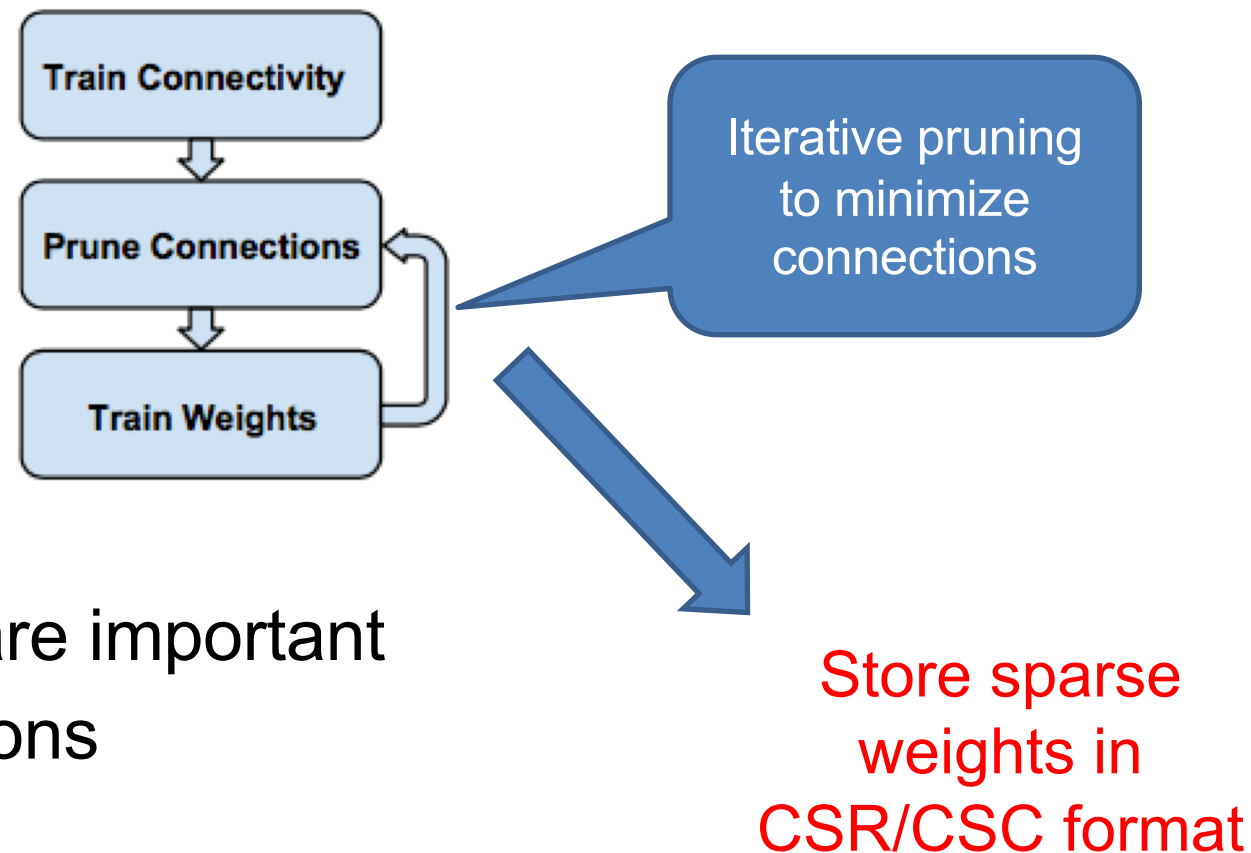 Train Connectivity
Prune Connections
Train Weights
Iterative pruning
to minimize
connections
are important
ons
Store sparse
weights in
CSR/CSC format